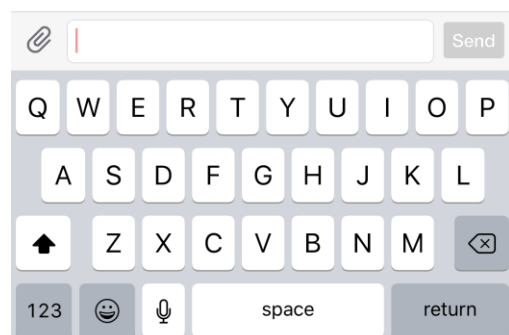 Send
Q W E R T Y U I O P
A S D F G H J K L
Z X C V B N M
123 space return